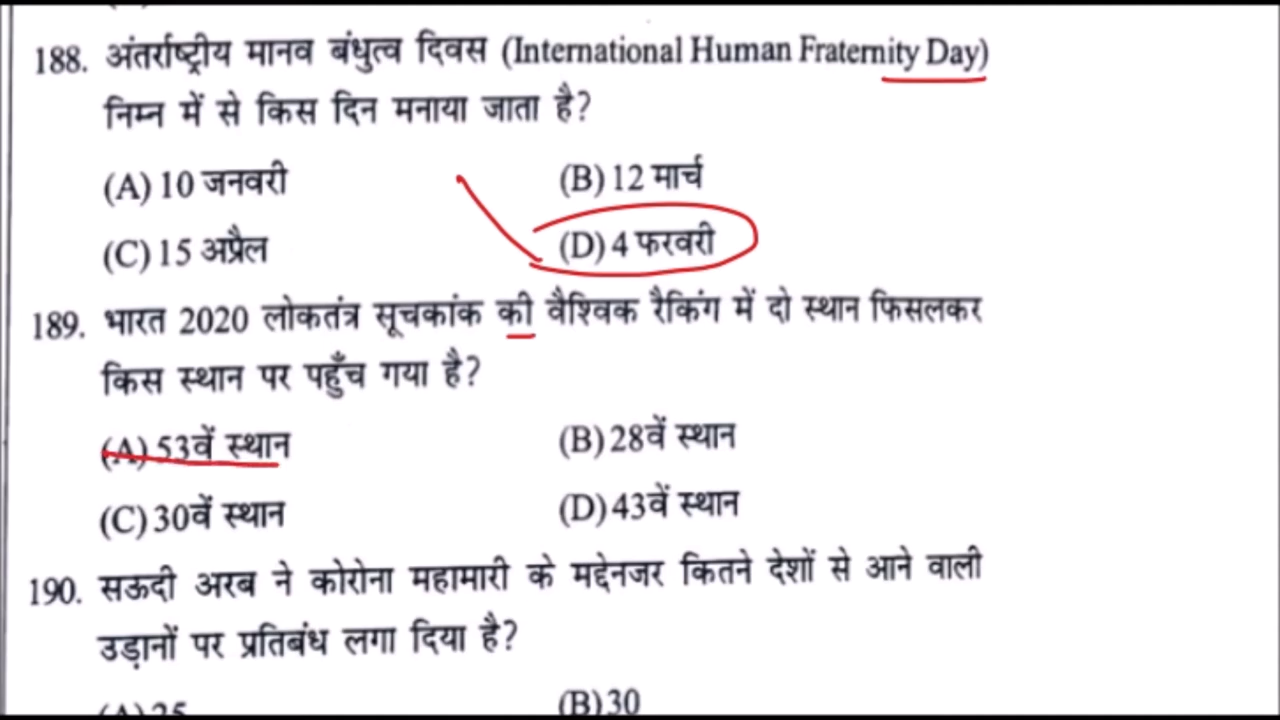 188. अंतर्राष्ट्रीय मानव बंधुत्व दिवस (International Human Fraternity Day)
निम्न में से किस दिन मनाया जाता है?
(A) 10 जनवरी (B) 12 मार्च
(C) 15 अप्रैल (D) 4 फरवरी
189. भारत 2020 लोकतंत्र सूचकांक की वैश्विक रैकिंग में दो स्थान फिसलकर
किस स्थान पर पहुँच गया है?
(A) 53वें स्थान (B) 28वें स्थान
(C) 30वें स्थान (D) 43वें स्थान
190. सऊदी अरब ने कोरोना महामारी के मद्देनजर कितने देशों से आने वाली
उड़ानों पर प्रतिबंध लगा दिया है?
(B) 30